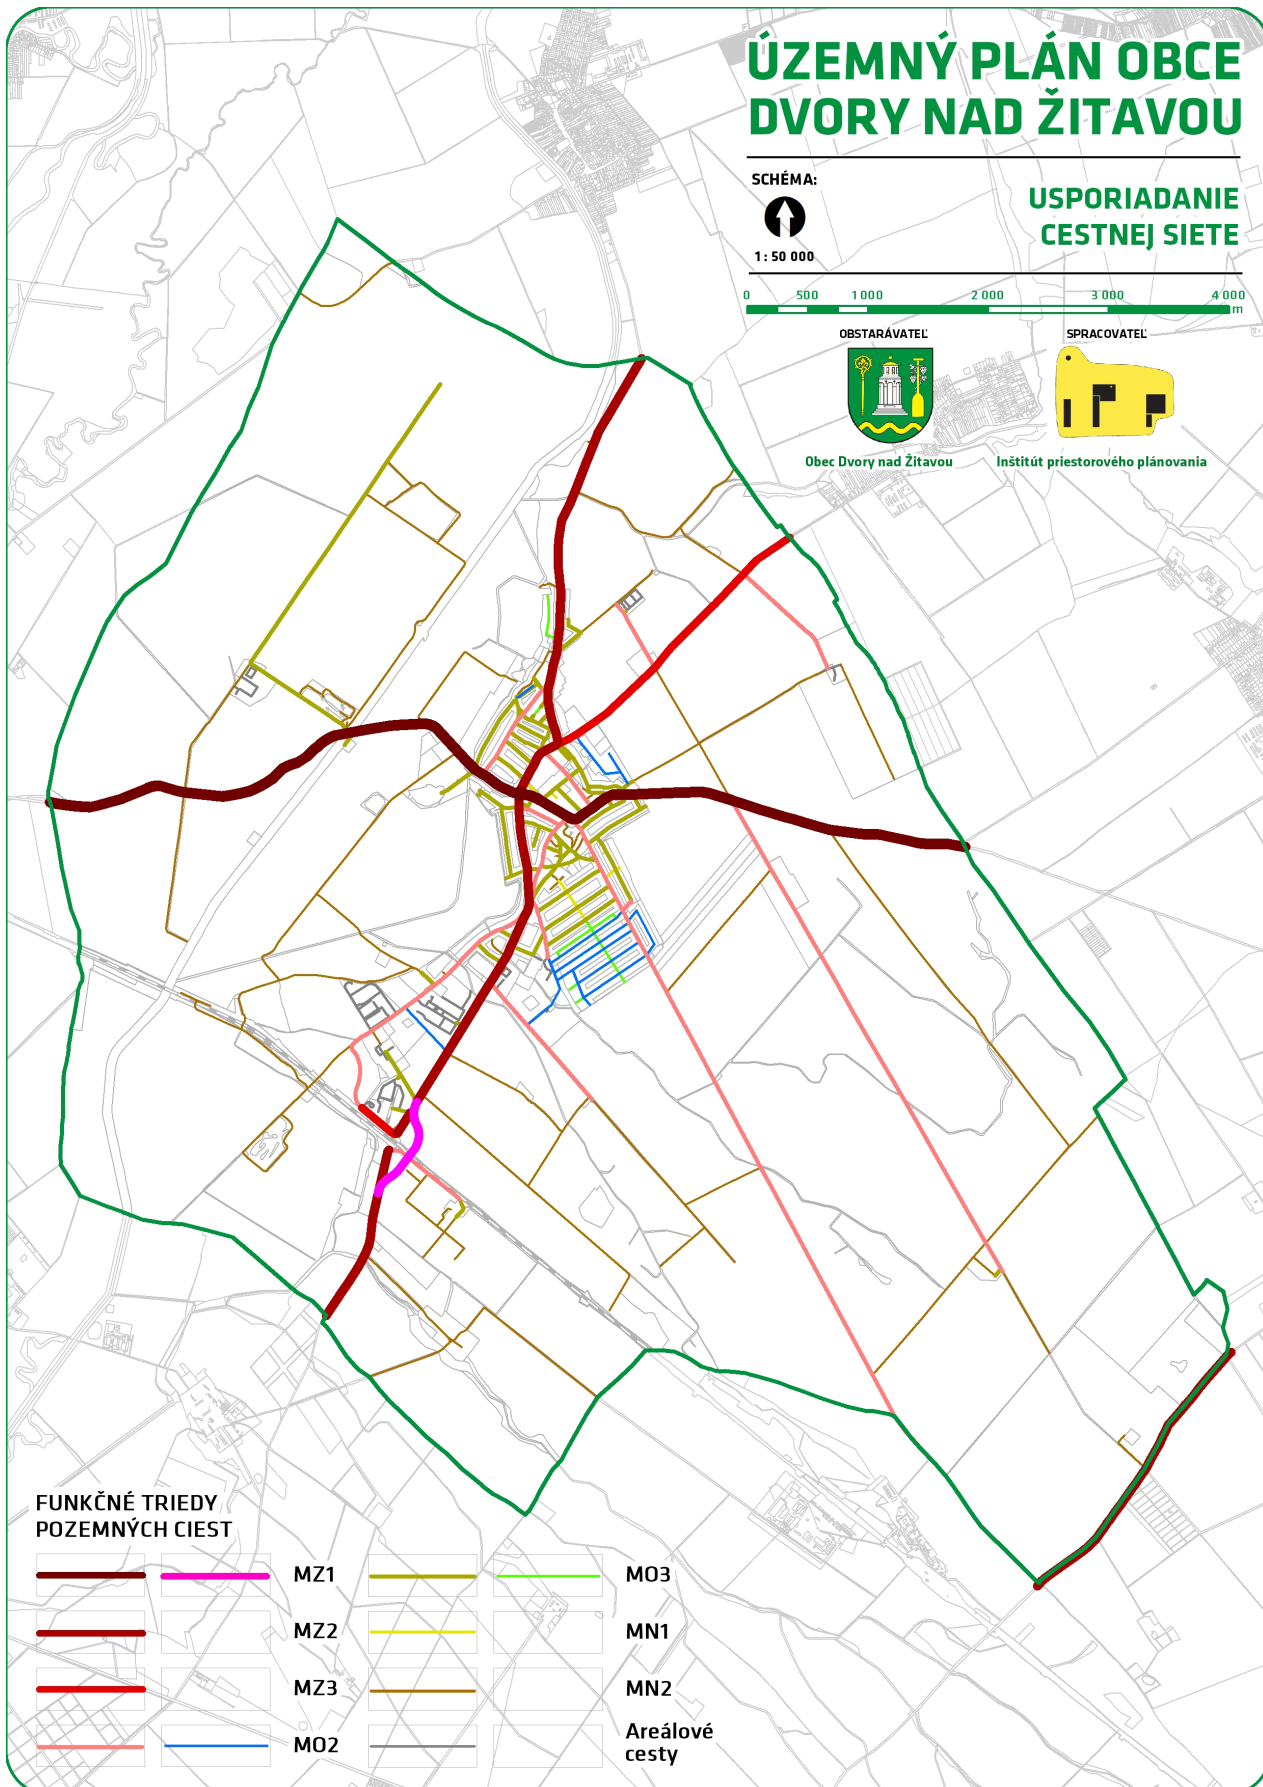 ÚZEMNÝ PLÁN OBCE
DVORY NAD ŽITAVOU
SCHÉMA:
1 : 50 000
USPORIADANIE
CESTNEJ SIETE
0 500 1 000 2 000 3 000 4 000
m
OBSTARÁVATEĽ
SPRACOVATEĽ
Obec Dvory nad Žitavou
Inštitút priestorového plánovania
FUNKČNÉ TRIEDY
POZEMNÝCH CIEST
MZ1
MZ2
MZ3
MO2
MO3
MN1
MN2
Areálové
cesty